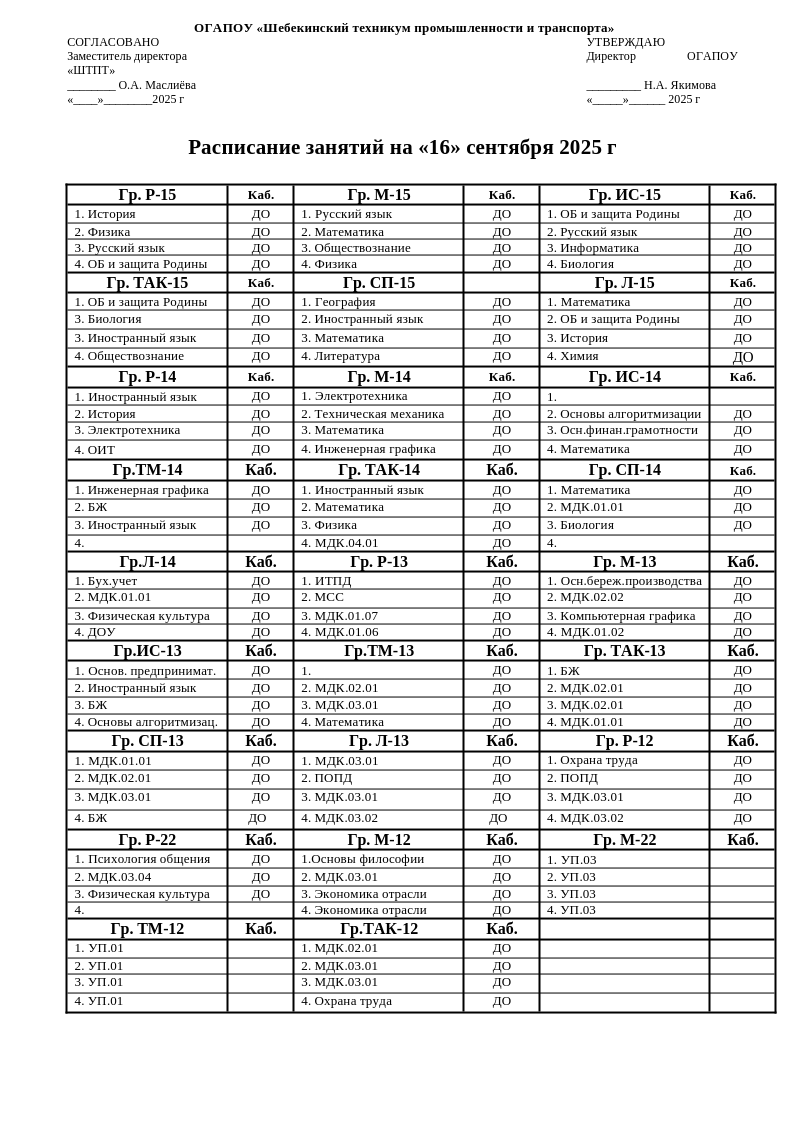 ОГАПОУ «Шебекинский техникум промышленности и транспорта»
СОГЛАСОВАНО УТВЕРЖДАЮ
Заместитель директора Директор ОГАПОУ
«ШТПТ»
________ О.А. Маслиёва _________ Н.А. Якимова
«____»________2025 г «_____»______ 2025 г
Расписание занятий на «16» сентября 2025 г
Гр. Р-15 Каб. Гр. М-15 Каб. Гр. ИС-15 Каб.
1. История ДО 1. Русский язык ДО 1. ОБ и защита Родины ДО
2. Физика ДО 2. Математика ДО 2. Русский язык ДО
3. Русский язык ДО 3. Обществознание ДО 3. Информатика ДО
4. ОБ и защита Родины ДО 4. Физика ДО 4. Биология ДО
Гр. ТАК-15 Каб. Гр. СП-15 Гр. Л-15 Каб.
1. ОБ и защита Родины ДО 1. География ДО 1. Математика ДО
3. Биология ДО 2. Иностранный язык ДО 2. ОБ и защита Родины ДО
3. Иностранный язык ДО 3. Математика ДО 3. История ДО
4. Обществознание ДО 4. Литература ДО 4. Химия ДО
Гр. Р-14 Каб. Гр. М-14 Каб. Гр. ИС-14 Каб.
1. Иностранный язык ДО 1. Электротехника ДО 1.
2. История ДО 2. Техническая механика ДО 2. Основы алгоритмизации ДО
3. Электротехника ДО 3. Математика ДО 3. Осн.финан.грамотности ДО
4. ОИТ ДО 4. Инженерная графика ДО 4. Математика ДО
Гр.ТМ-14 Каб. Гр. ТАК-14 Каб. Гр. СП-14 Каб.
1. Инженерная графика ДО 1. Иностранный язык ДО 1. Математика ДО
2. БЖ ДО 2. Математика ДО 2. МДК.01.01 ДО
3. Иностранный язык ДО 3. Физика ДО 3. Биология ДО
4. 4. МДК.04.01 ДО 4.
Гр.Л-14 Каб. Гр. Р-13 Каб. Гр. М-13 Каб.
1. Бух.учет ДО 1. ИТПД ДО 1. Осн.береж.производства ДО
2. МДК.01.01 ДО 2. МСС ДО 2. МДК.02.02 ДО
3. Физическая культура ДО 3. МДК.01.07 ДО 3. Компьютерная графика ДО
4. ДОУ ДО 4. МДК.01.06 ДО 4. МДК.01.02 ДО
Гр.ИС-13 Каб. Гр.ТМ-13 Каб. Гр. ТАК-13 Каб.
1. Основ. предпринимат. ДО 1. ДО 1. БЖ ДО
2. Иностранный язык ДО 2. МДК.02.01 ДО 2. МДК.02.01 ДО
3. БЖ ДО 3. МДК.03.01 ДО 3. МДК.02.01 ДО
4. Основы алгоритмизац. ДО 4. Математика ДО 4. МДК.01.01 ДО
Гр. СП-13 Каб. Гр. Л-13 Каб. Гр. Р-12 Каб.
1. МДК.01.01 ДО 1. МДК.03.01 ДО 1. Охрана труда ДО
2. МДК.02.01 ДО 2. ПОПД ДО 2. ПОПД ДО
3. МДК.03.01 ДО 3. МДК.03.01 ДО 3. МДК.03.01 ДО
4. БЖ ДО 4. МДК.03.02 ДО 4. МДК.03.02 ДО
Гр. Р-22 Каб. Гр. М-12 Каб. Гр. М-22 Каб.
1. Психология общения ДО 1.Основы философии ДО 1. УП.03
2. МДК.03.04 ДО 2. МДК.03.01 ДО 2. УП.03
3. Физическая культура ДО 3. Экономика отрасли ДО 3. УП.03
4. 4. Экономика отрасли ДО 4. УП.03
Гр. ТМ-12 Каб. Гр.ТАК-12 Каб.
1. УП.01 1. МДК.02.01 ДО
2. УП.01 2. МДК.03.01 ДО
3. УП.01 3. МДК.03.01 ДО
4. УП.01 4. Охрана труда ДО